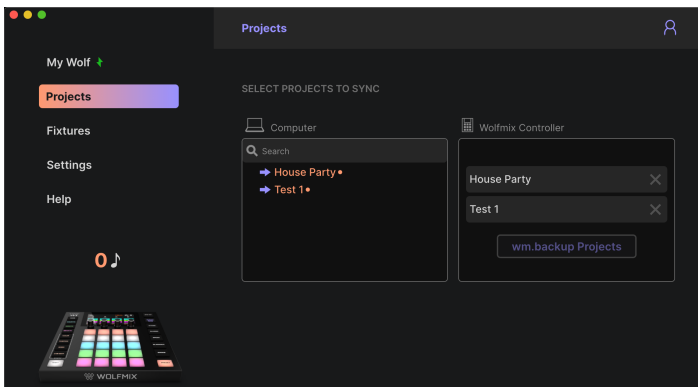 Projects
My Wolf
Projects
Fixtures
Settings
Help
0
WOLFMIX
SELECT PROJECTS TO SYNC
Computer
Search
House Party
Test 1
Wolfmix Controller
House Party
Test 1
wm.backup Projects